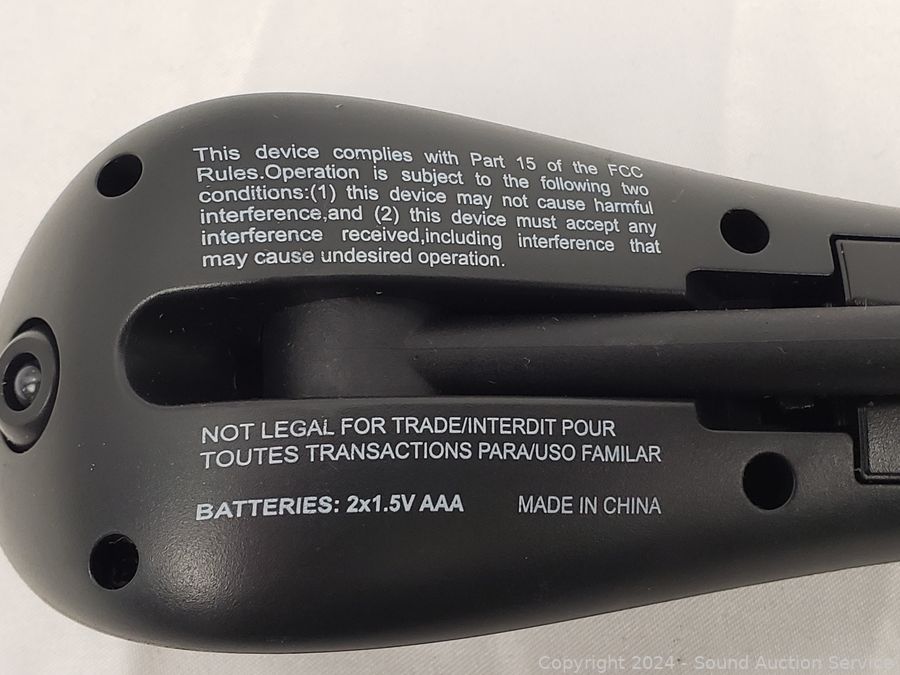 This device complies with Part 15 of the FCC
Rules.Operation is subject to the following two
conditions:(1) this device may not cause harmful
interference,and (2) this device must accept any
interference received,including interference that
may cause undesired operation.
NOT LEGAL FOR TRADE/INTERDIT POUR
TOUTES TRANSACTIONS PARA/USO FAMILAR
BATTERIES: 2x1.5V AAA MADE IN CHINA
Copyright 2024 - Sound Auction Service